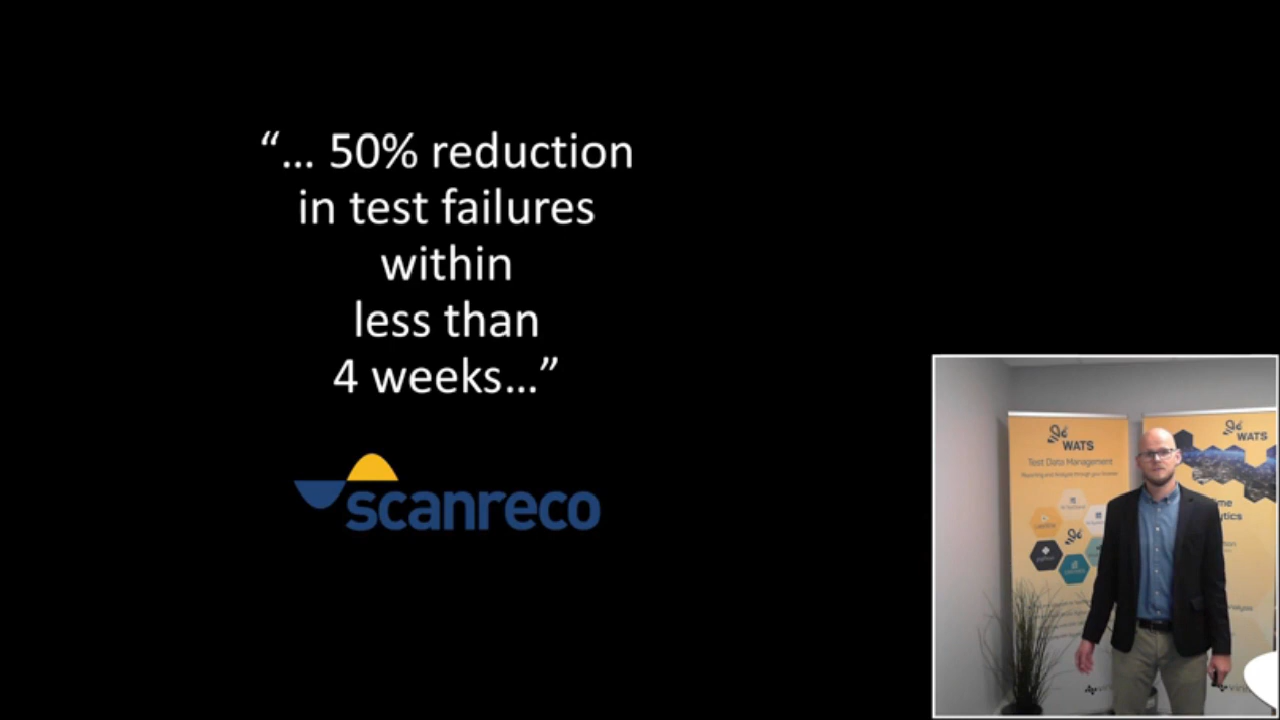 “... 50% reduction
in test failures
within
less than
4 weeks...”
scanreco
WATS
Test Data Management
WATS